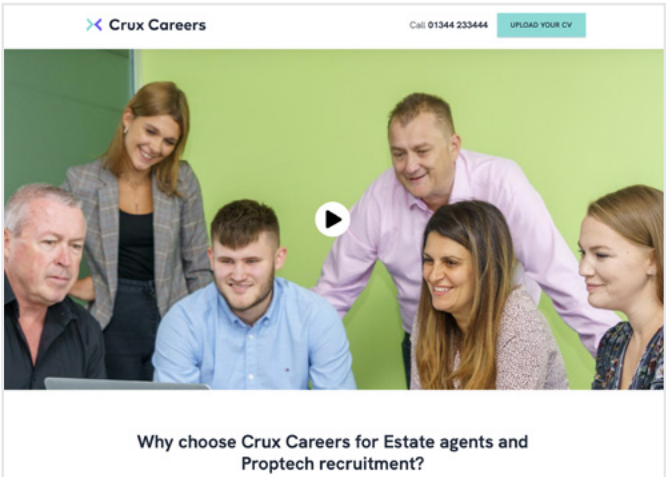 Crux Careers
Call 01344 233444
UPLOAD YOUR CV
Why choose Crux Careers for Estate agents and
Proptech recruitment?